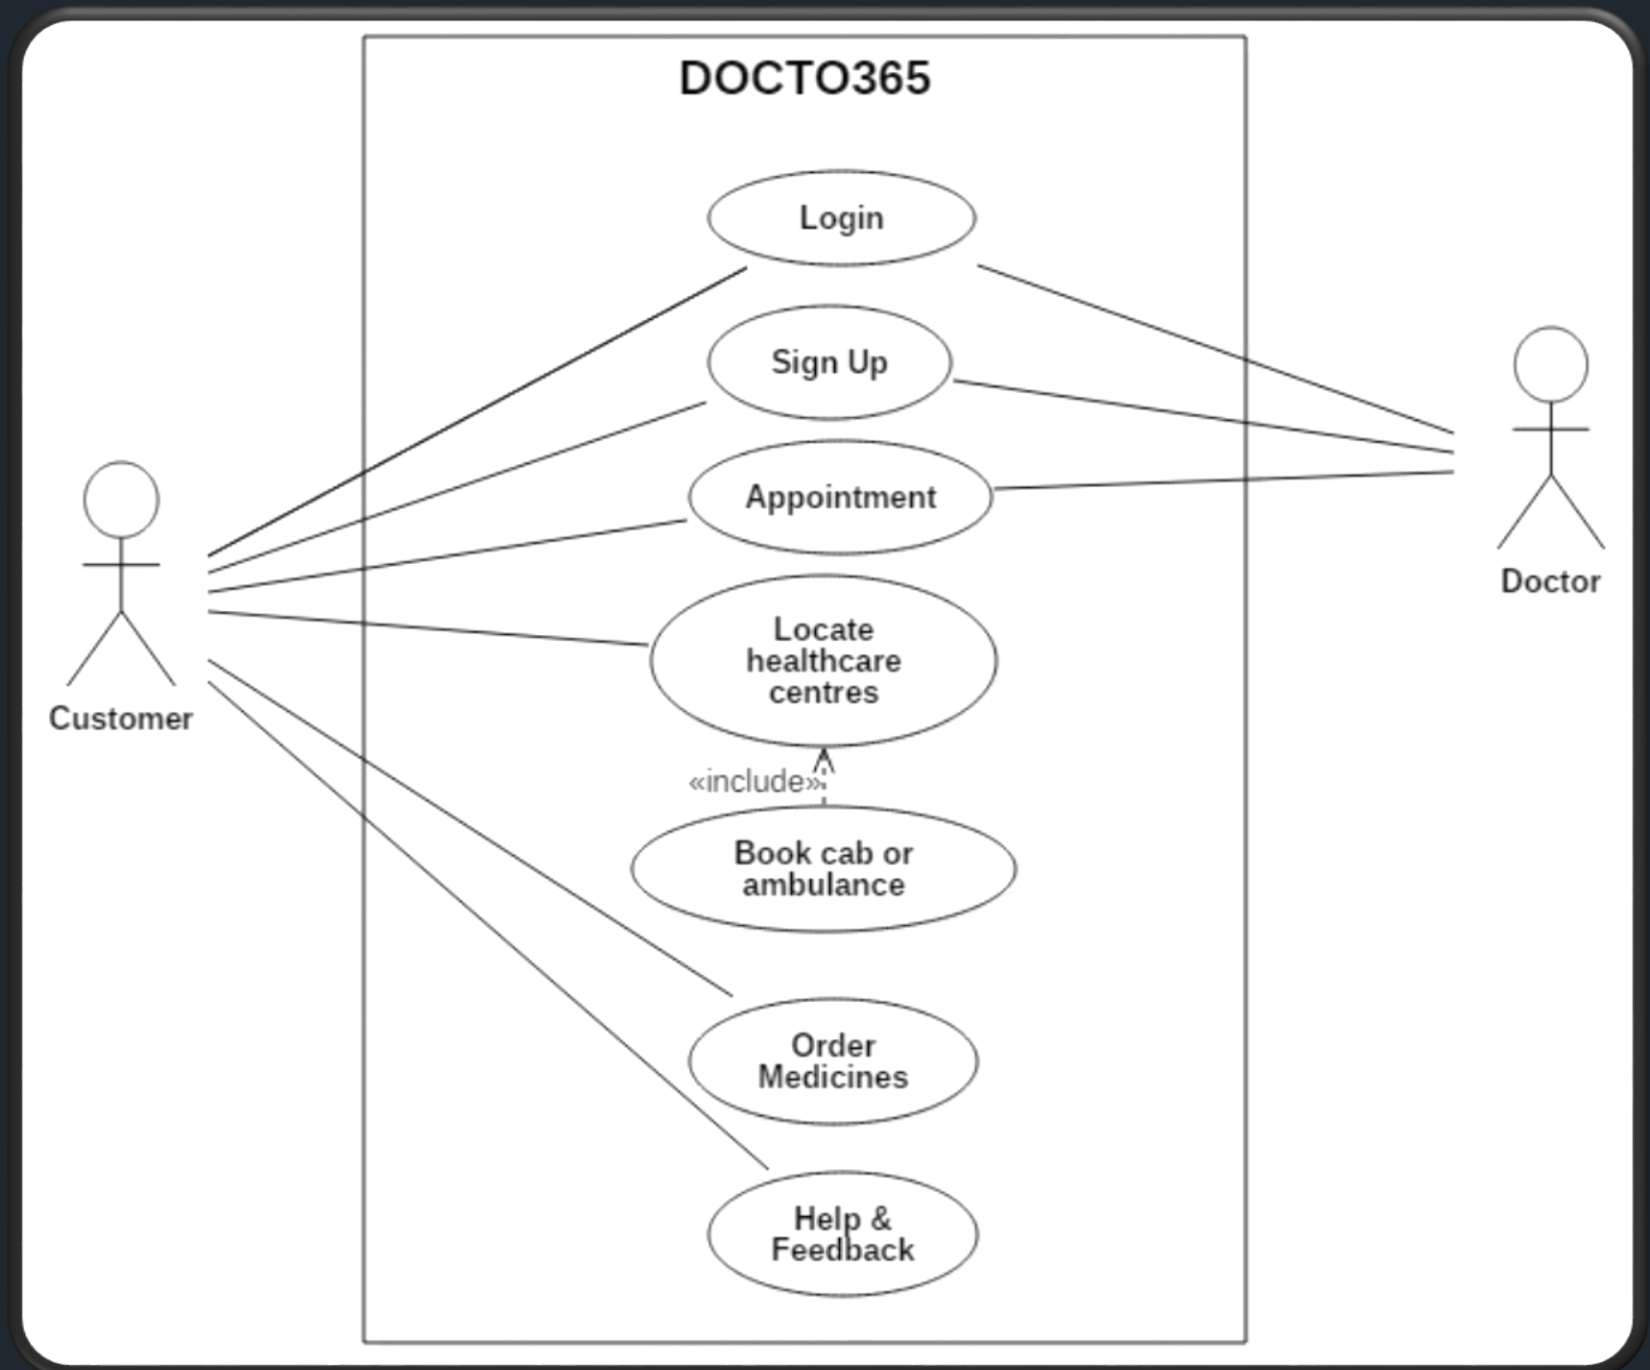 DOCTO365
Login
Sign Up
Appointment
Locate
healthcare
centres
«include»
Book cab or
ambulance
Order
Medicines
Help &
Feedback
Customer
Doctor